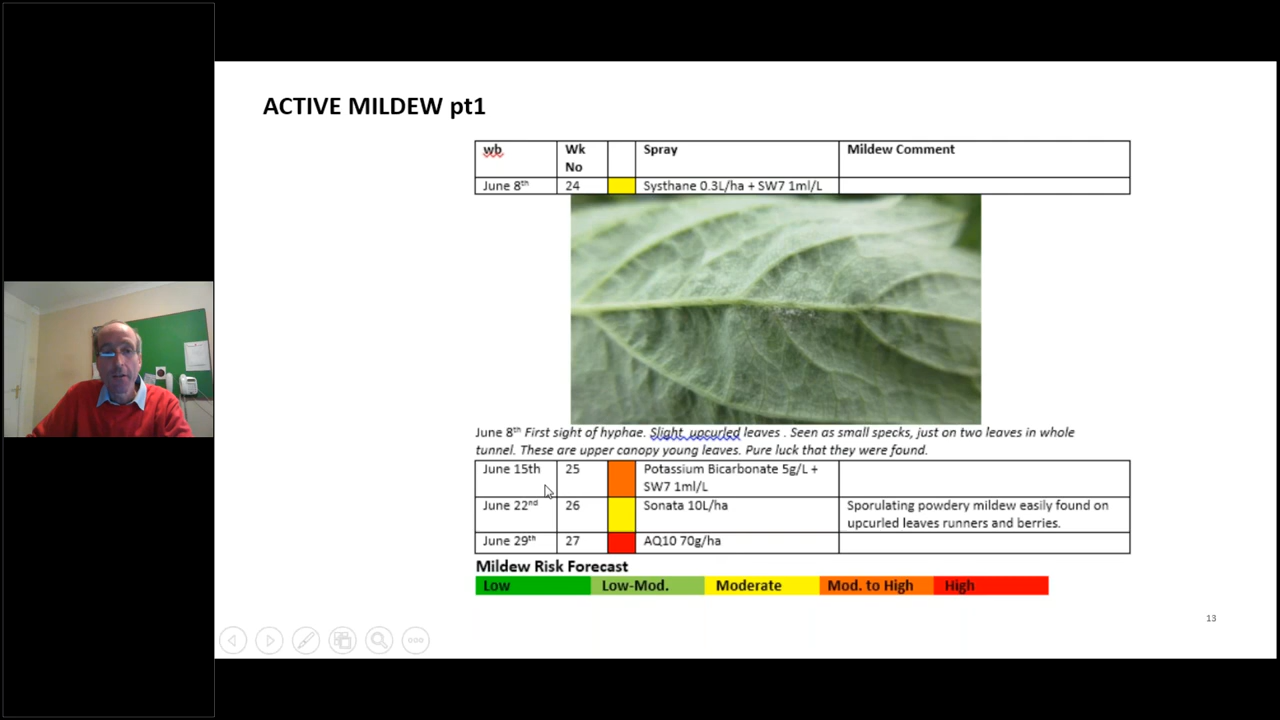 ACTIVE MILDEW pt1
wb Wk No Spray Mildew Comment
June 8th 24 Systhane 0.3L/ha + SW7 1ml/L
June 8th First sight of hyphae. Slight upcurled leaves . Seen as small specks, just on two leaves in whole
tunnel. These are upper canopy young leaves. Pure luck that they were found.
June 15th 25 Potassium Bicarbonate 5g/L +
SW7 1ml/L
June 22nd 26 Sonata 10L/ha Sporulating powdery mildew easily found on
upcurled leaves runners and berries.
June 29th 27 AQ10 70g/ha
Mildew Risk Forecast
Low Low-Mod. Moderate Mod. to High High
13